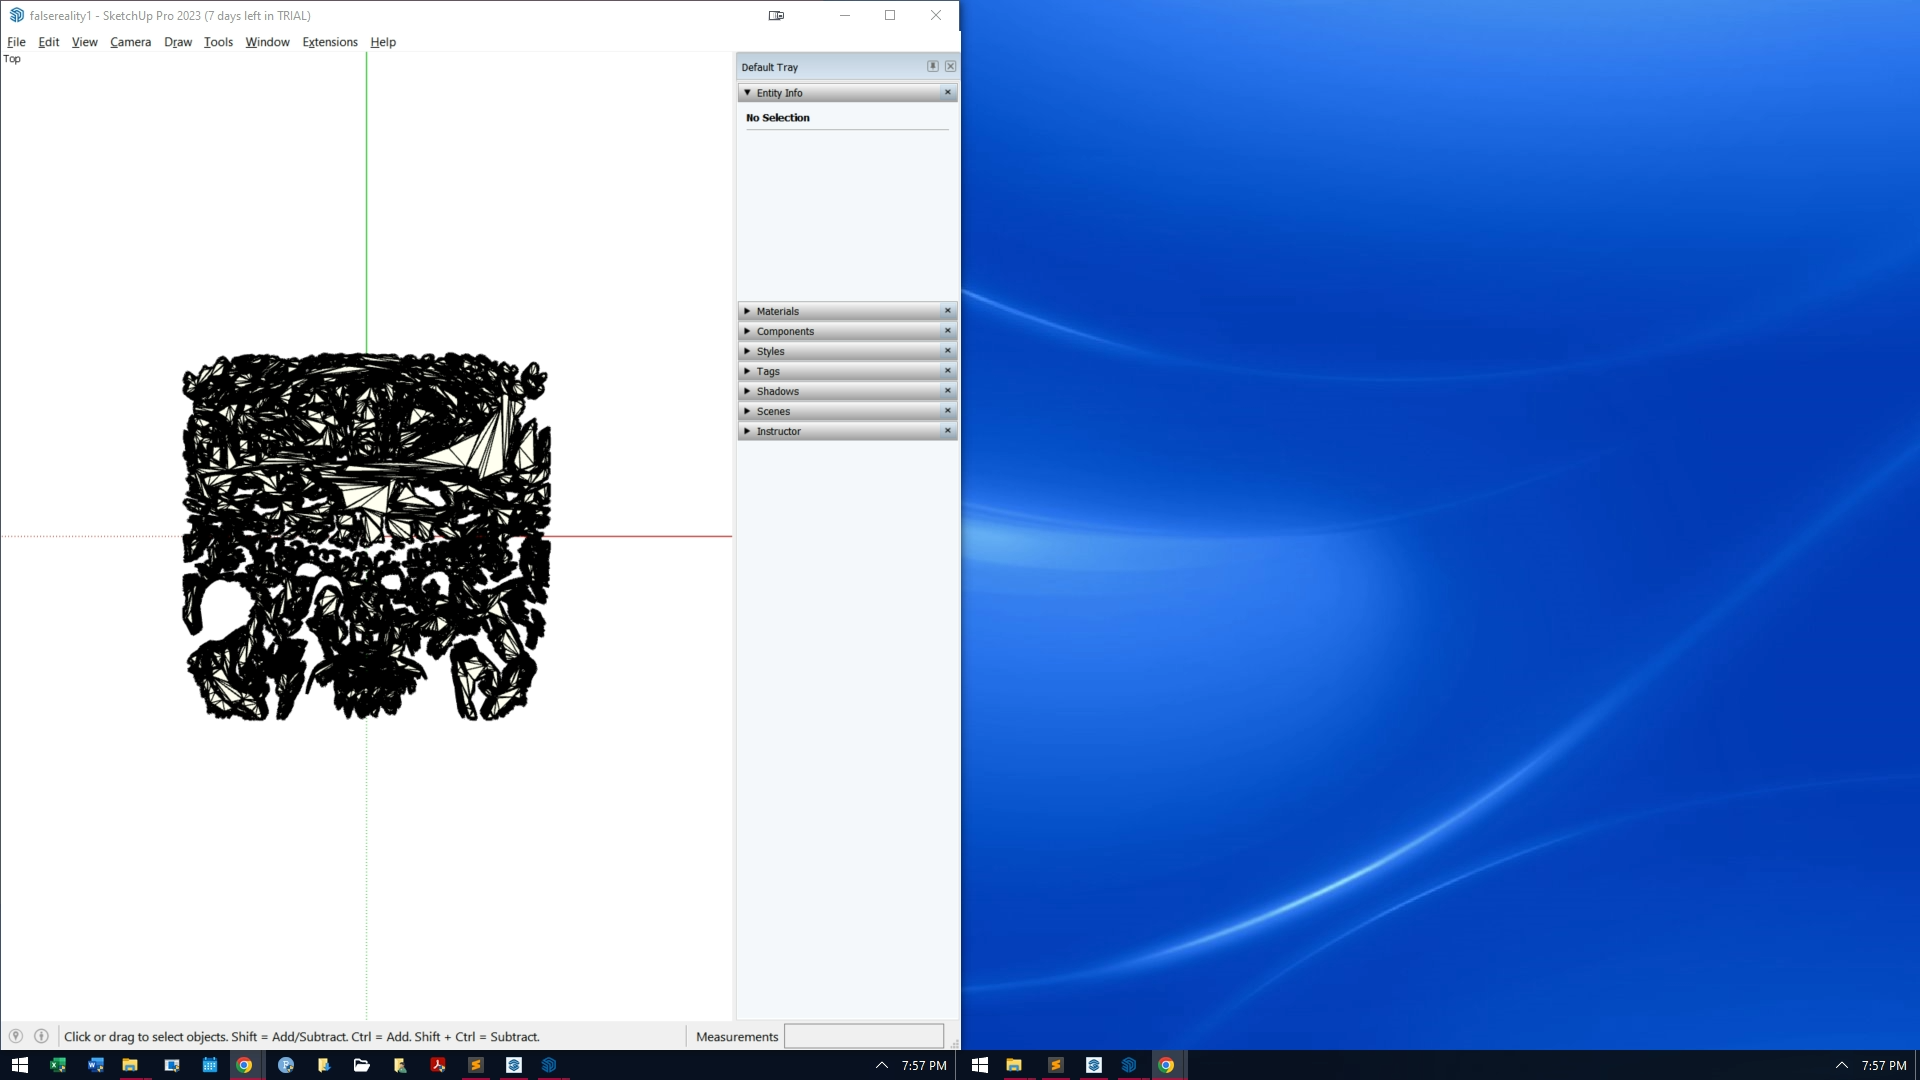 falsereality1 - SketchUp Pro 2023 (7 days left in TRIAL)
File Edit View Camera Draw Tools Window Extensions Help
Top
Default Tray
Entity Info
No Selection
Materials
Components
Styles
Tags
Shadows
Scenes
Instructor
Click or drag to select objects. Shift = Add/Subtract. Ctrl = Add. Shift + Ctrl = Subtract.
Measurements
7:57 PM
7:57 PM